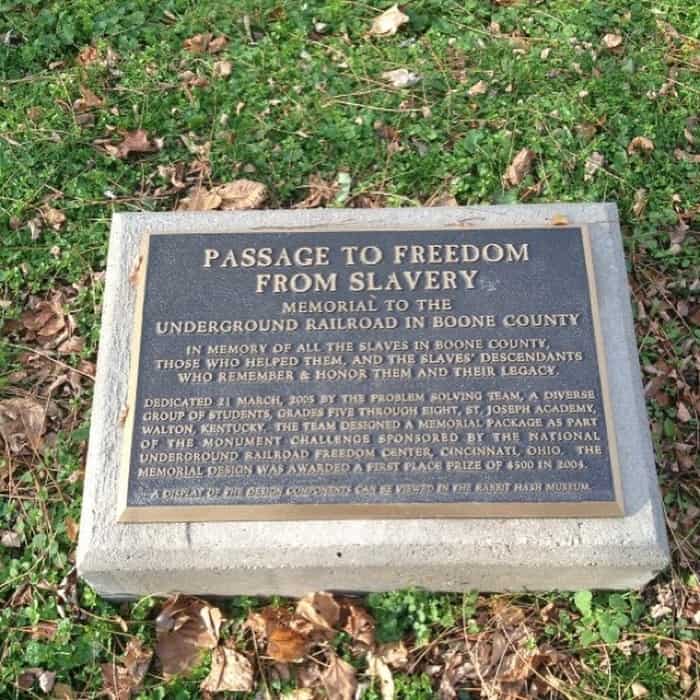 PASSAGE TO FREEDOM
FROM SLAVERY
MEMORIAL TO THE
UNDERGROUND RAILROAD IN BOONE COUNTY
IN MEMORY OF ALL THE SLAVES IN BOONE COUNTY,
THOSE WHO HELPED THEM, AND THE SLAVES' DESCENDANTS
WHO REMEMBER & HONOR THEM AND THEIR LEGACY.
DEDICATED 21 MARCH, 2005 BY THE PROBLEM SOLVING TEAM, A DIVERSE
GROUP OF STUDENTS, GRADES FIVE THROUGH EIGHT, ST. JOSEPH ACADEMY,
WALTON, KENTUCKY. THE TEAM DESIGNED A MEMORIAL PACKAGE AS PART
OF THE MONUMENT CHALLENGE SPONSORED BY THE NATIONAL
UNDERGROUND RAILROAD FREEDOM CENTER, CINCINNATI, OHIO. THE
MEMORIAL DESIGN WAS AWARDED A FIRST PLACE PRIZE OF $500 IN 2004.
A DISPLAY OF THE DESIGN COMPONENTS CAN BE VIEWED IN THE RABBIT HASH MUSEUM.